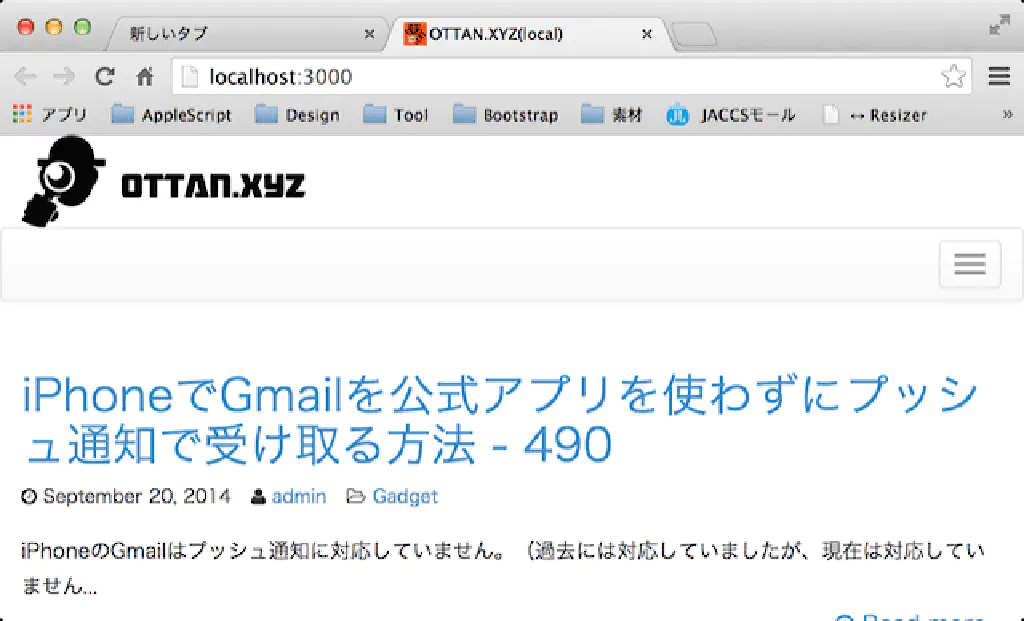 新しいタブ
OTTAN.XYZ(local)
localhost:3000
アプリ AppleScript Design Tool Bootstrap 素材 JACCSモール ↔ Resizer »
OTTAN.XYZ
iPhoneでGmailを公式アプリを使わずにプッシ
ュ通知で受け取る方法 - 490
September 20, 2014 admin Gadget
iPhoneのGmailはプッシュ通知に対応していません。（過去には対応していましたが、現在は対応してい
ません...
Read more